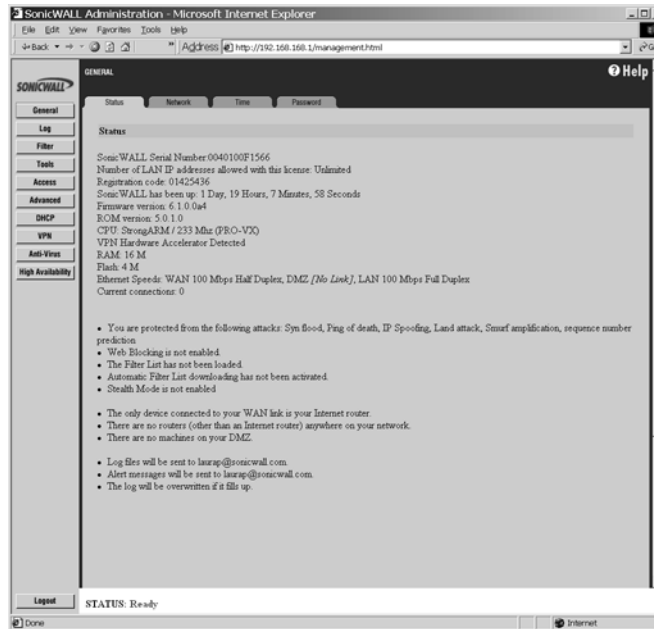 SonicWALL Administration - Microsoft Internet Explorer
File Edit View Favorites Tools Help
Back
Address http://192.168.168.1/management.html
SONICWALL
GENERAL
Help
Status Network Time Password
General
Log
Filter
Tools
Access
Advanced
DHCP
VPN
Anti-Virus
High Availability
Status
SonicWALL Serial Number:0040100F1566
Number of LAN IP addresses allowed with this license: Unlimited
Registration code: 01425436
SonicWALL has been up: 1 Day, 19 Hours, 7 Minutes, 58 Seconds
Firmware version: 6.1.0.0a4
ROM version: 5.0.1.0
CPU: StrongARM / 233 Mhz (PRO-VX)
VPN Hardware Accelerator Detected
RAM: 16 M
Flash: 4 M
Ethernet Speeds: WAN 100 Mbps Half Duplex, DMZ [No Link], LAN 100 Mbps Full Duplex
Current connections: 0
• You are protected from the following attacks: Syn flood, Ping of death, IP Spoofing, Land attack, Smurf amplification, sequence number
prediction
• Web Blocking is not enabled.
• The Filter List has not been loaded.
• Automatic Filter List downloading has not been activated.
• Stealth Mode is not enabled
• The only device connected to your WAN link is your Internet router.
• There are no routers (other than an Internet router) anywhere on your network.
• There are no machines on your DMZ.
• Log files will be sent to laurap@sonicwall.com.
• Alert messages will be sent to laurap@sonicwall.com.
• The log will be overwritten if it fills up.
Logout
STATUS: Ready
Done
Internet